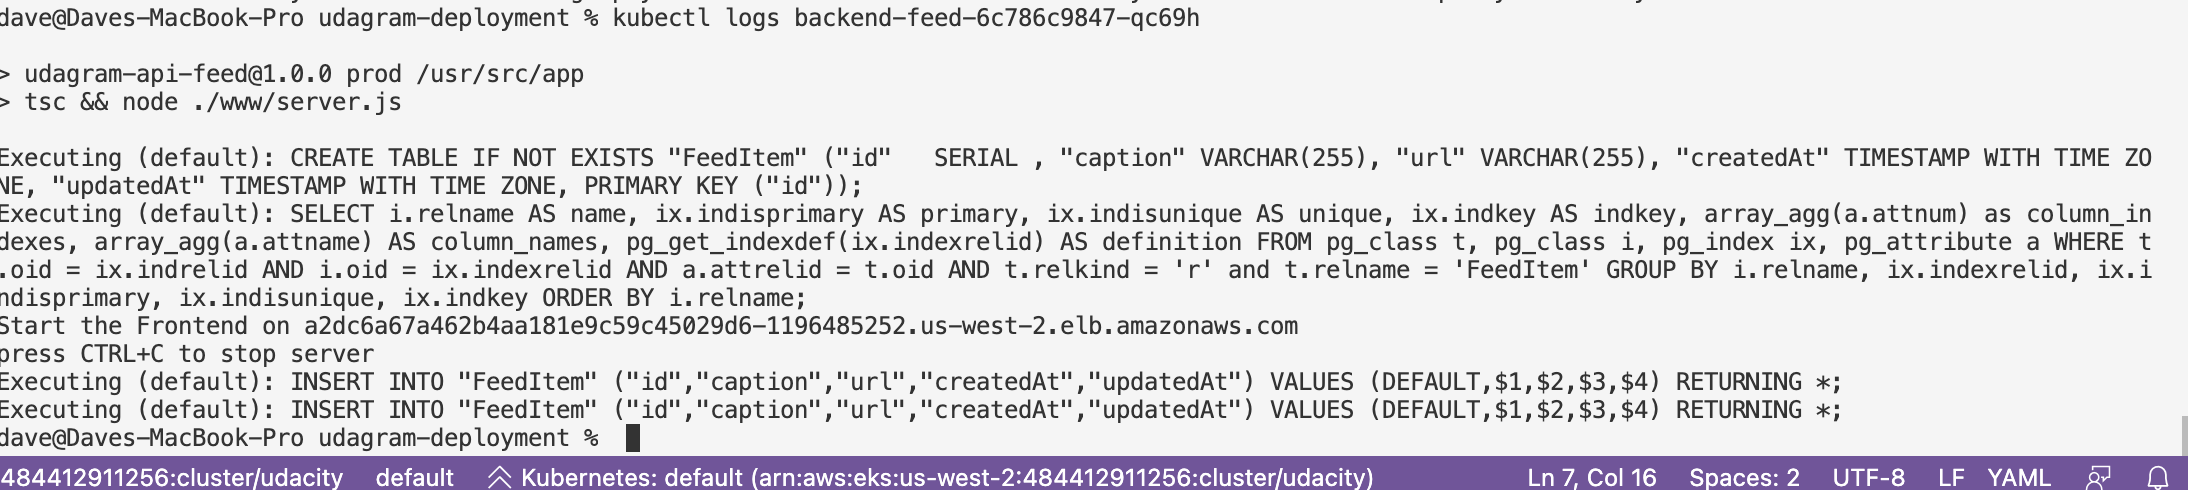 dave@Daves-MacBook-Pro udagram-deployment % kubectl logs backend-feed-6c786c9847-qc69h
> udagram-api-feed@1.0.0 prod /usr/src/app
> tsc && node ./www/server.js
Executing (default): CREATE TABLE IF NOT EXISTS "FeedItem" ("id"   SERIAL , "caption" VARCHAR(255), "url" VARCHAR(255), "createdAt" TIMESTAMP WITH TIME ZO
NE, "updatedAt" TIMESTAMP WITH TIME ZONE, PRIMARY KEY ("id"));
Executing (default): SELECT i.relname AS name, ix.indisprimary AS primary, ix.indisunique AS unique, ix.indkey AS indkey, array_agg(a.attnum) as column_in
dexes, array_agg(a.attname) AS column_names, pg_get_indexdef(ix.indexrelid) AS definition FROM pg_class t, pg_class i, pg_index ix, pg_attribute a WHERE t
.oid = ix.indrelid AND i.oid = ix.indexrelid AND a.attrelid = t.oid AND t.relkind = 'r' and t.relname = 'FeedItem' GROUP BY i.relname, ix.indexrelid, ix.i
ndisprimary, ix.indisunique, ix.indkey ORDER BY i.relname;
Start the Frontend on a2dc6a67a462b4aa181e9c59c45029d6-1196485252.us-west-2.elb.amazonaws.com
press CTRL+C to stop server
Executing (default): INSERT INTO "FeedItem" ("id","caption","url","createdAt","updatedAt") VALUES (DEFAULT,$1,$2,$3,$4) RETURNING *;
Executing (default): INSERT INTO "FeedItem" ("id","caption","url","createdAt","updatedAt") VALUES (DEFAULT,$1,$2,$3,$4) RETURNING *;
dave@Daves-MacBook-Pro udagram-deployment %
484412911256:cluster/udacity default Kubernetes: default (arn:aws:eks:us-west-2:484412911256:cluster/udacity) Ln 7, Col 16 Spaces: 2 UTF-8 LF YAML